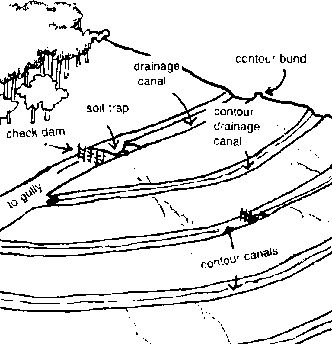 contour bund
drainage
canal
soil trap
contour
drainage
canal
check dam
to gully
contour canals